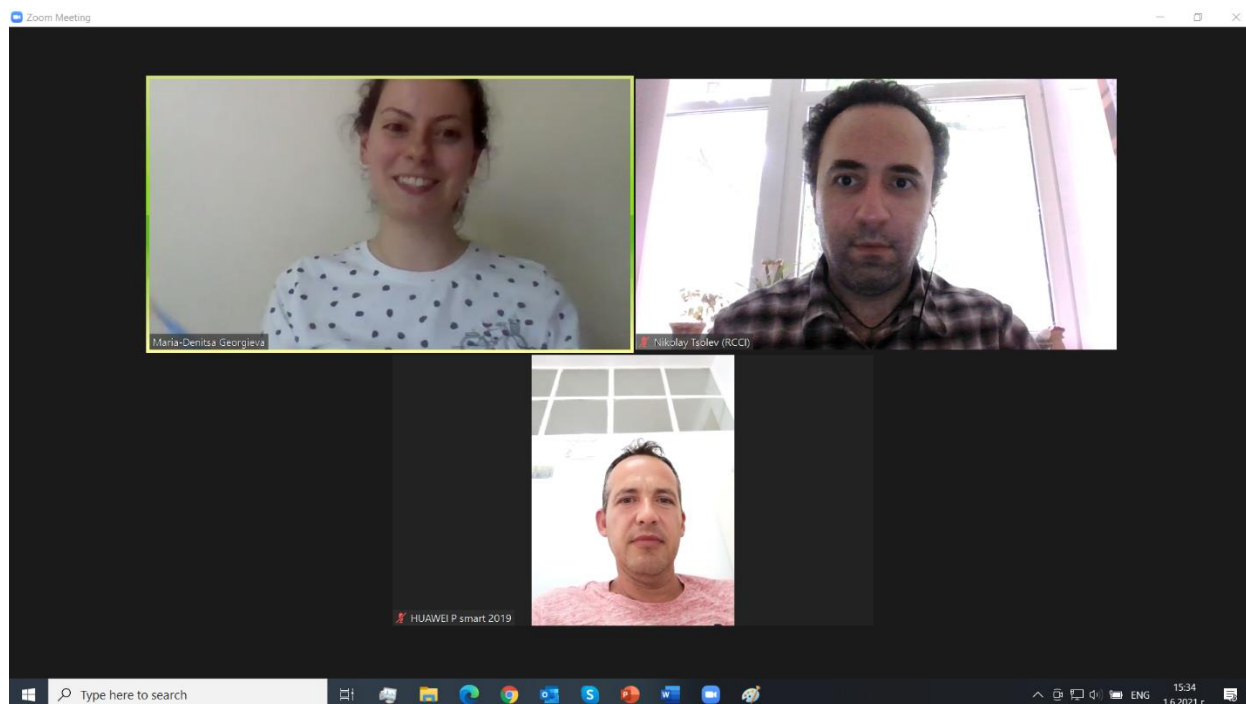 Zoom Meeting
Maria-Denitsa Georgieva
Nikolay Tsolev (RCCI)
HUAWEI P smart 2019
Type here to search
ENG
15:34
1.6.2021 г.